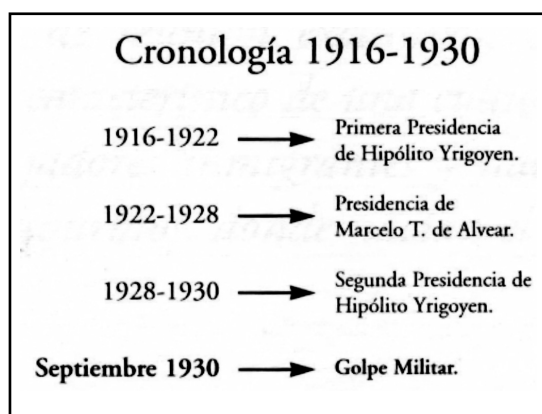 Cronología 1916-1930
1916-1922
Primera Presidencia
de Hipólito Yrigoyen.
1922-1928
Presidencia de
Marcelo T. de Alvear.
1928-1930
Segunda Presidencia de
Hipólito Yrigoyen.
Septiembre 1930
Golpe Militar.